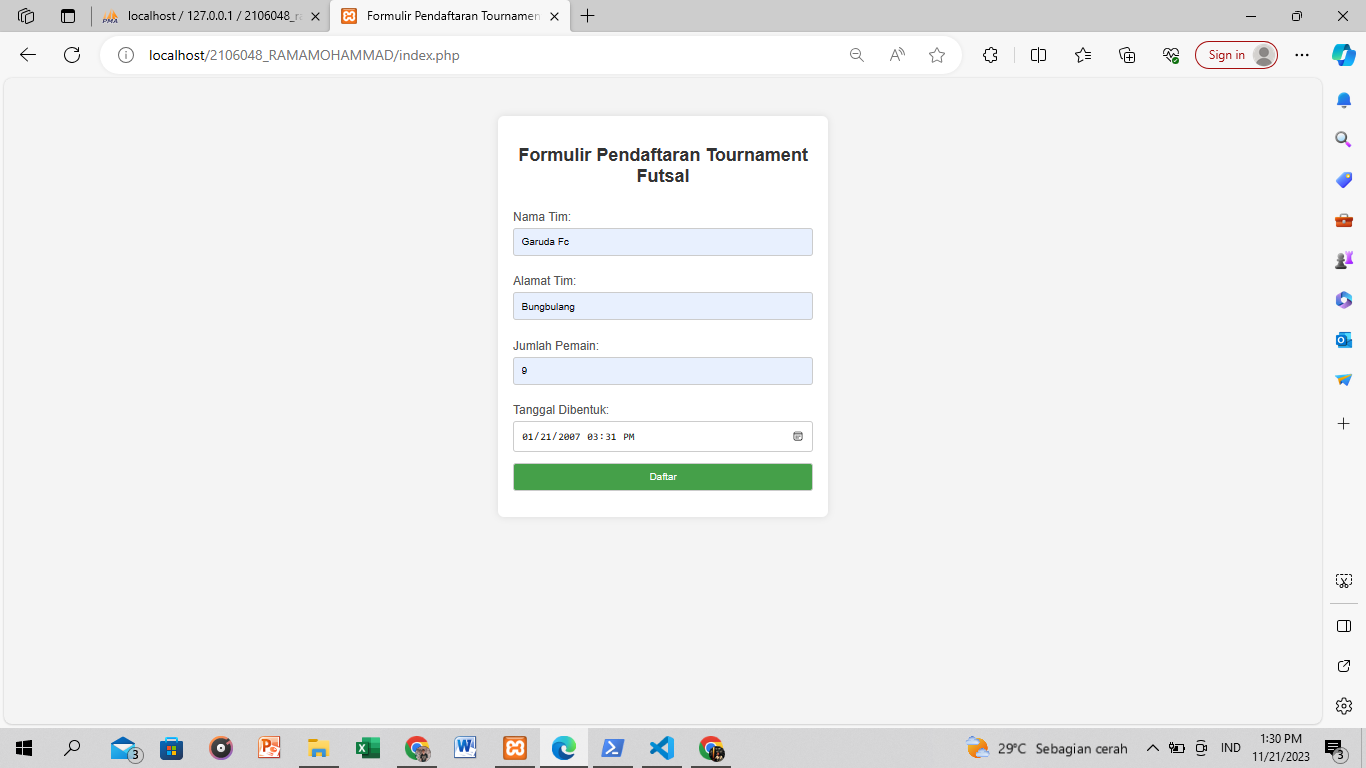 localhost / 127.0.0.1 / 2106048_ra
Formulir Pendaftaran Tournamen
localhost/2106048_RAMAMOHAMMAD/index.php
Sign in
Formulir Pendaftaran Tournament
Futsal
Nama Tim:
Garuda Fc
Alamat Tim:
Bungbulang
Jumlah Pemain:
9
Tanggal Dibentuk:
01/21/2007 03:31 PM
Daftar
3
29°C Sebagian cerah
IND
1:30 PM
11/21/2023
3